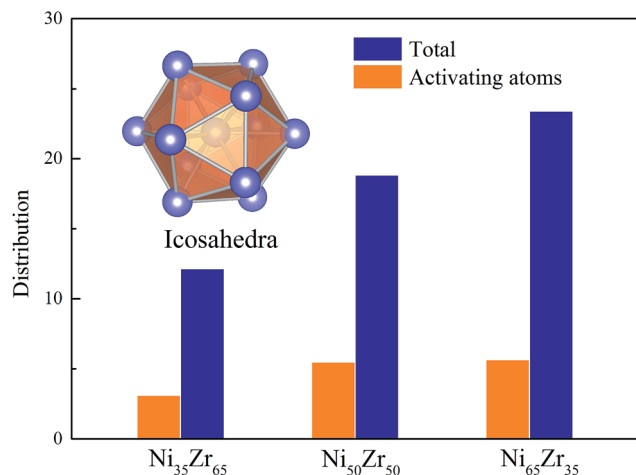 30
Total
Activating atoms
20
Icosahedra
Distribution
10
0
Ni₃₅Zr₆₅ Ni₅₀Zr₅₀ Ni₆₅Zr₃₅